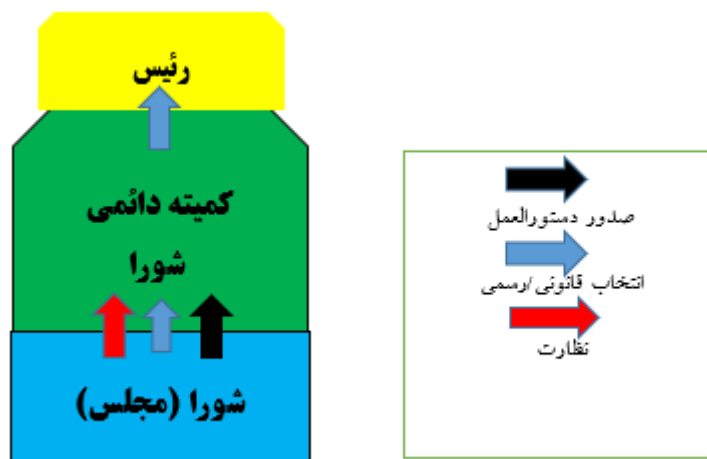 رئیس
کمیته دائمی
شورا
شورا (مجلس)
صدور دستورالعمل
انتخاب قانونی/رسمی
نظارت